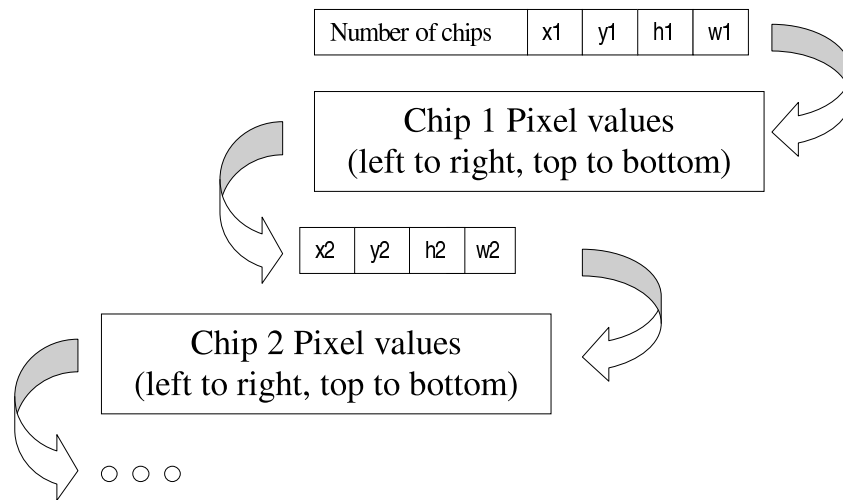 Number of chips x1 y1 h1 w1
Chip 1 Pixel values
(left to right, top to bottom)
x2 y2 h2 w2
Chip 2 Pixel values
(left to right, top to bottom)